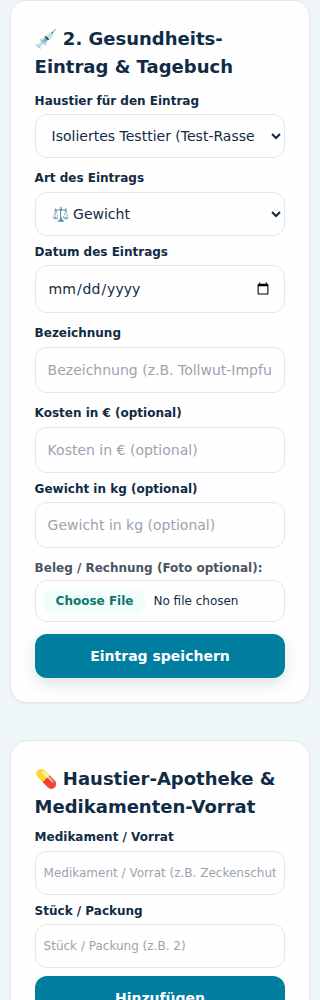 💉 2. Gesundheits-
Eintrag & Tagebuch
Haustier für den Eintrag
Isoliertes Testtier (Test-Rasse
Art des Eintrags
⚖️ Gewicht
Datum des Eintrags
mm/dd/yyyy
Bezeichnung
Bezeichnung (z.B. Tollwut-Impfu
Kosten in € (optional)
Kosten in € (optional)
Gewicht in kg (optional)
Gewicht in kg (optional)
Beleg / Rechnung (Foto optional):
Choose File No file chosen
Eintrag speichern
💊 Haustier-Apotheke &
Medikamenten-Vorrat
Medikament / Vorrat
Medikament / Vorrat (z.B. Zeckenschut
Stück / Packung
Stück / Packung (z.B. 2)
Hinzufügen